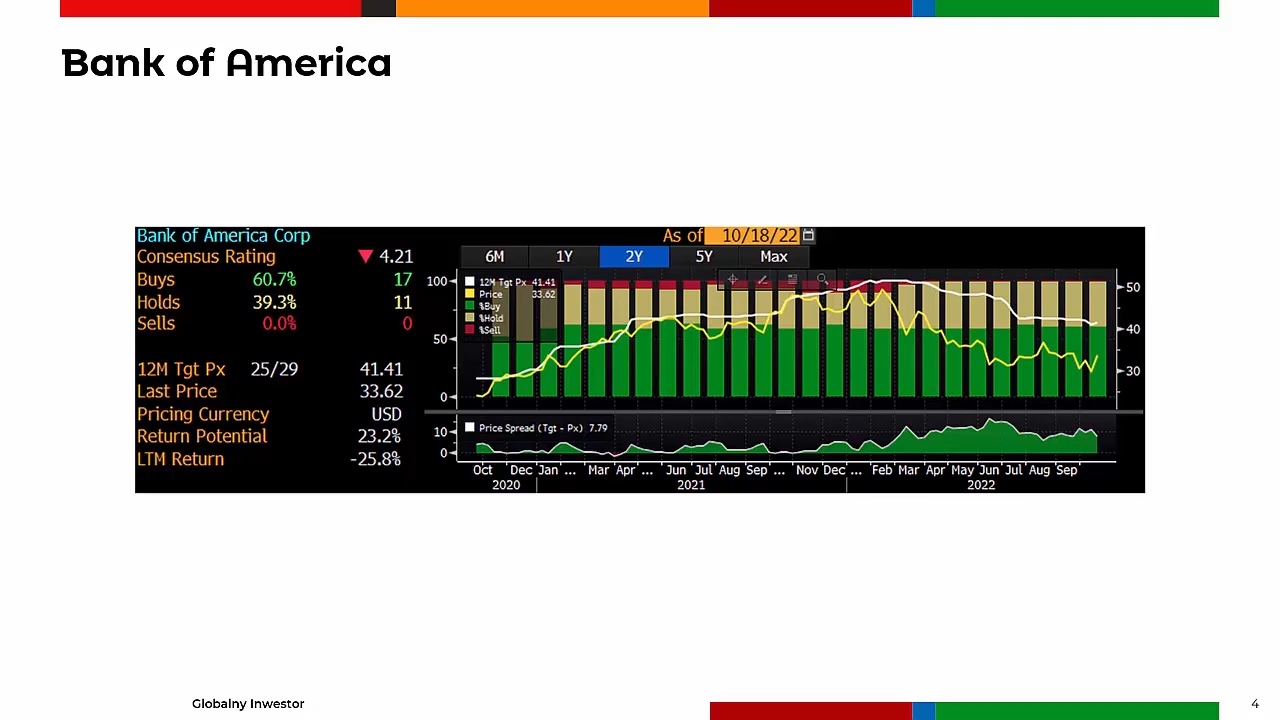 Bank of America
Bank of America Corp
As of 10/18/22
Consensus Rating 4.21
Buys 60.7% 17
Holds 39.3% 11
Sells 0.0% 0
12M Tgt Px 25/29 41.41
Last Price 33.62
Pricing Currency USD
Return Potential 23.2%
LTM Return -25.8%
6M 1Y 2Y 5Y Max
12M Tgt Px 41.41
Price 33.62
%Buy
%Hold
%Sell
100
50
0
50
40
30
Price Spread (Tgt - Px) 7.79
10
0
Oct Dec Jan ... Mar Apr ... Jun Jul Aug Sep ... Nov Dec ... Feb Mar Apr May Jun Jul Aug Sep
2020 2021 2022
Globalny Inwestor
4